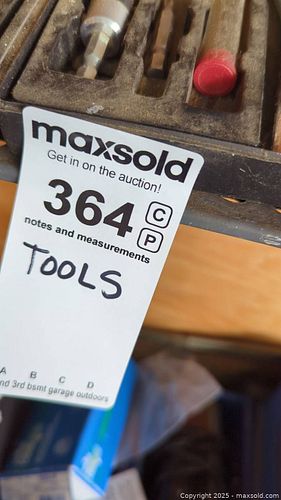 maxsold
Get in on the auction!
364 C
P
notes and measurements
TOOLS
A B C D
nd 3rd bsmt garage outdoors
Copyright 2025 - maxsold.com